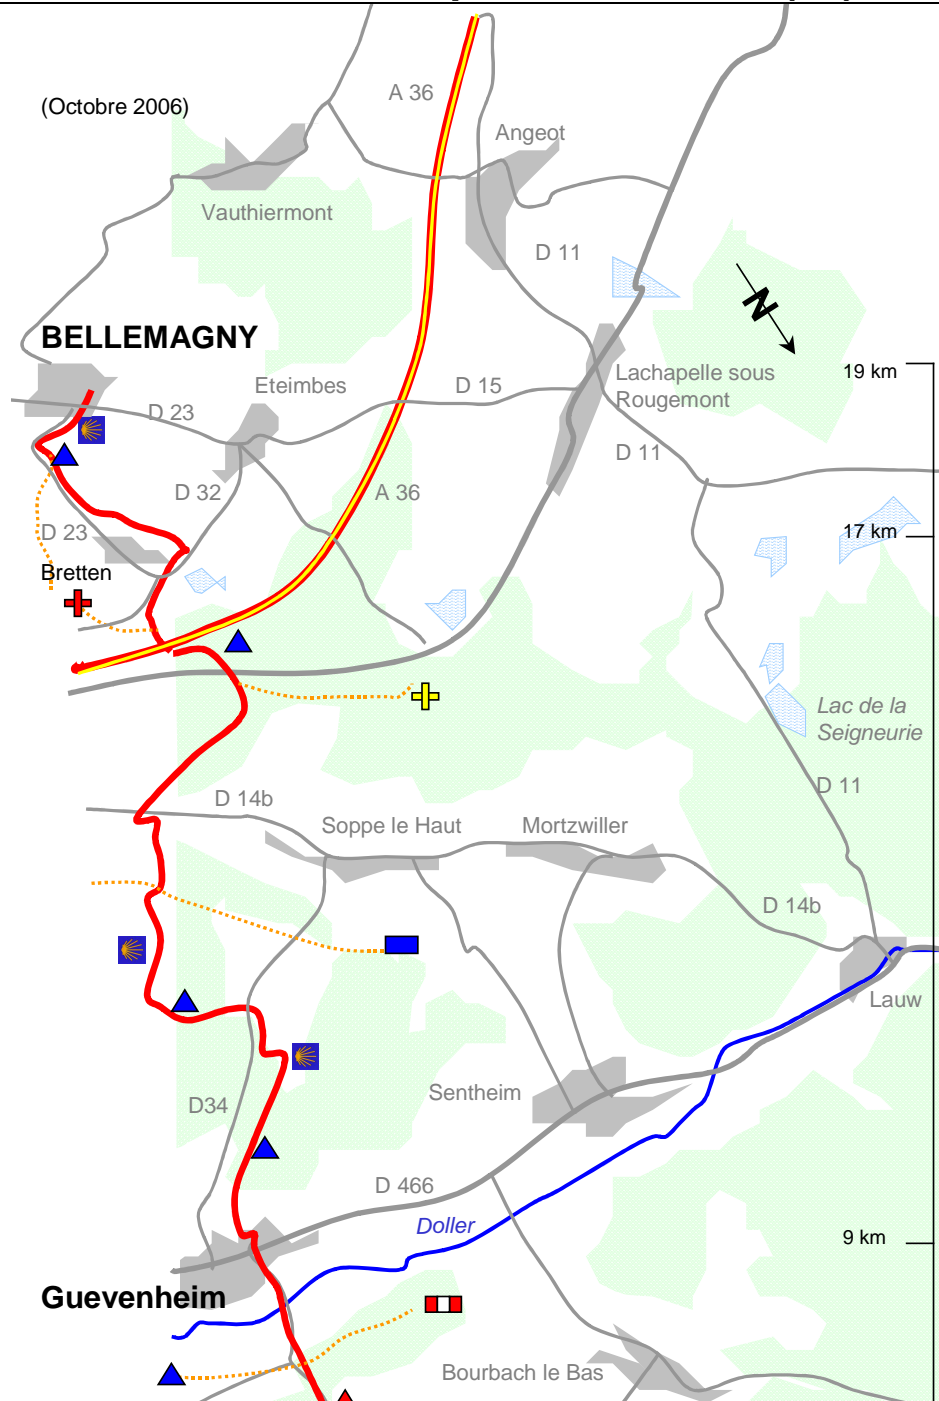 (Octobre 2006)
A 36
Angeot
Vauthiermont
D 11
N
BELLEMAGNY
Eteimbes
D 15
Lachapelle sous
Rougemont
19 km
D 23
D 11
D 32
A 36
D 23
17 km
Bretten
Lac de la
Seigneurie
D 11
D 14b
Soppe le Haut
Mortzwiller
D 14b
Lauw
Sentheim
D34
D 466
Doller
9 km
Guevenheim
Bourbach le Bas